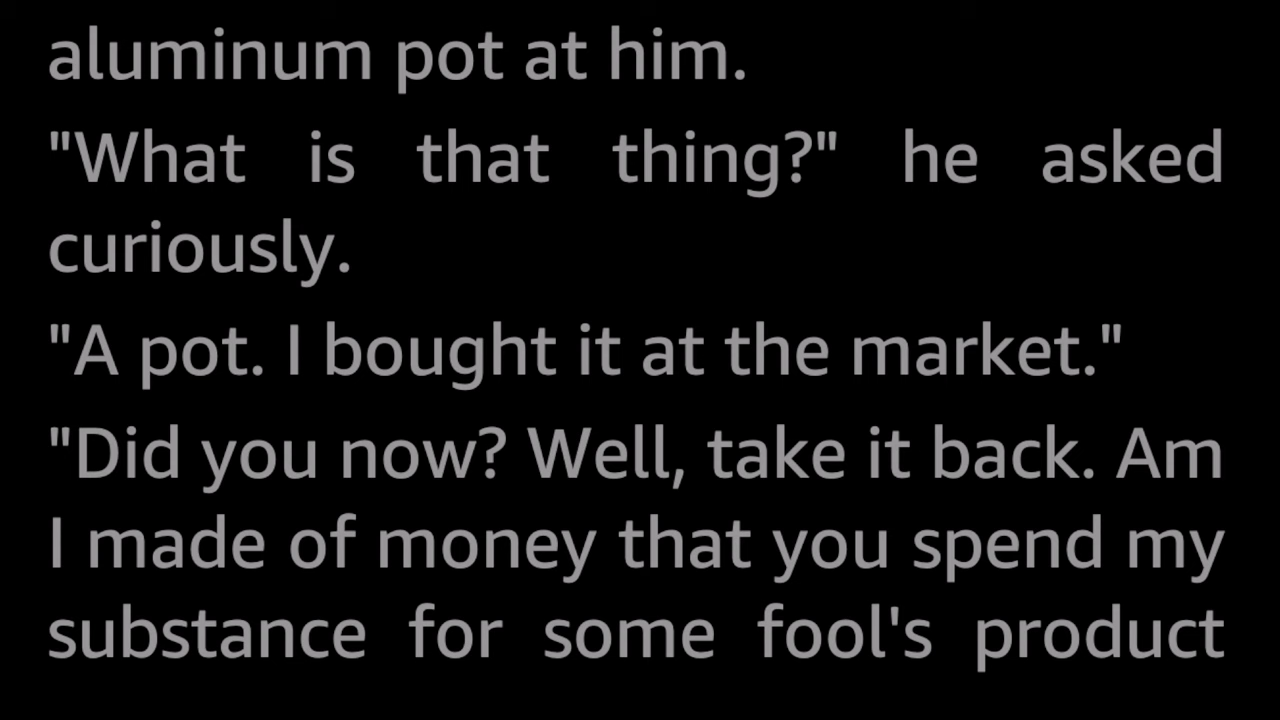 aluminum pot at him.
"What is that thing?" he asked
curiously.
"A pot. I bought it at the market."
"Did you now? Well, take it back. Am
I made of money that you spend my
substance for some fool's product